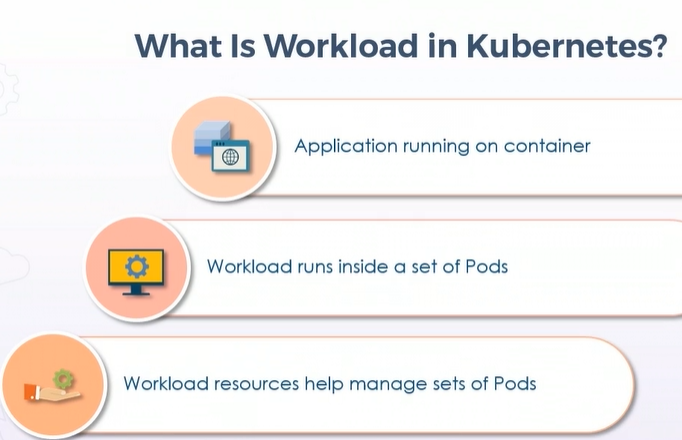 What Is Workload in Kubernetes?
Application running on container
Workload runs inside a set of Pods
Workload resources help manage sets of Pods